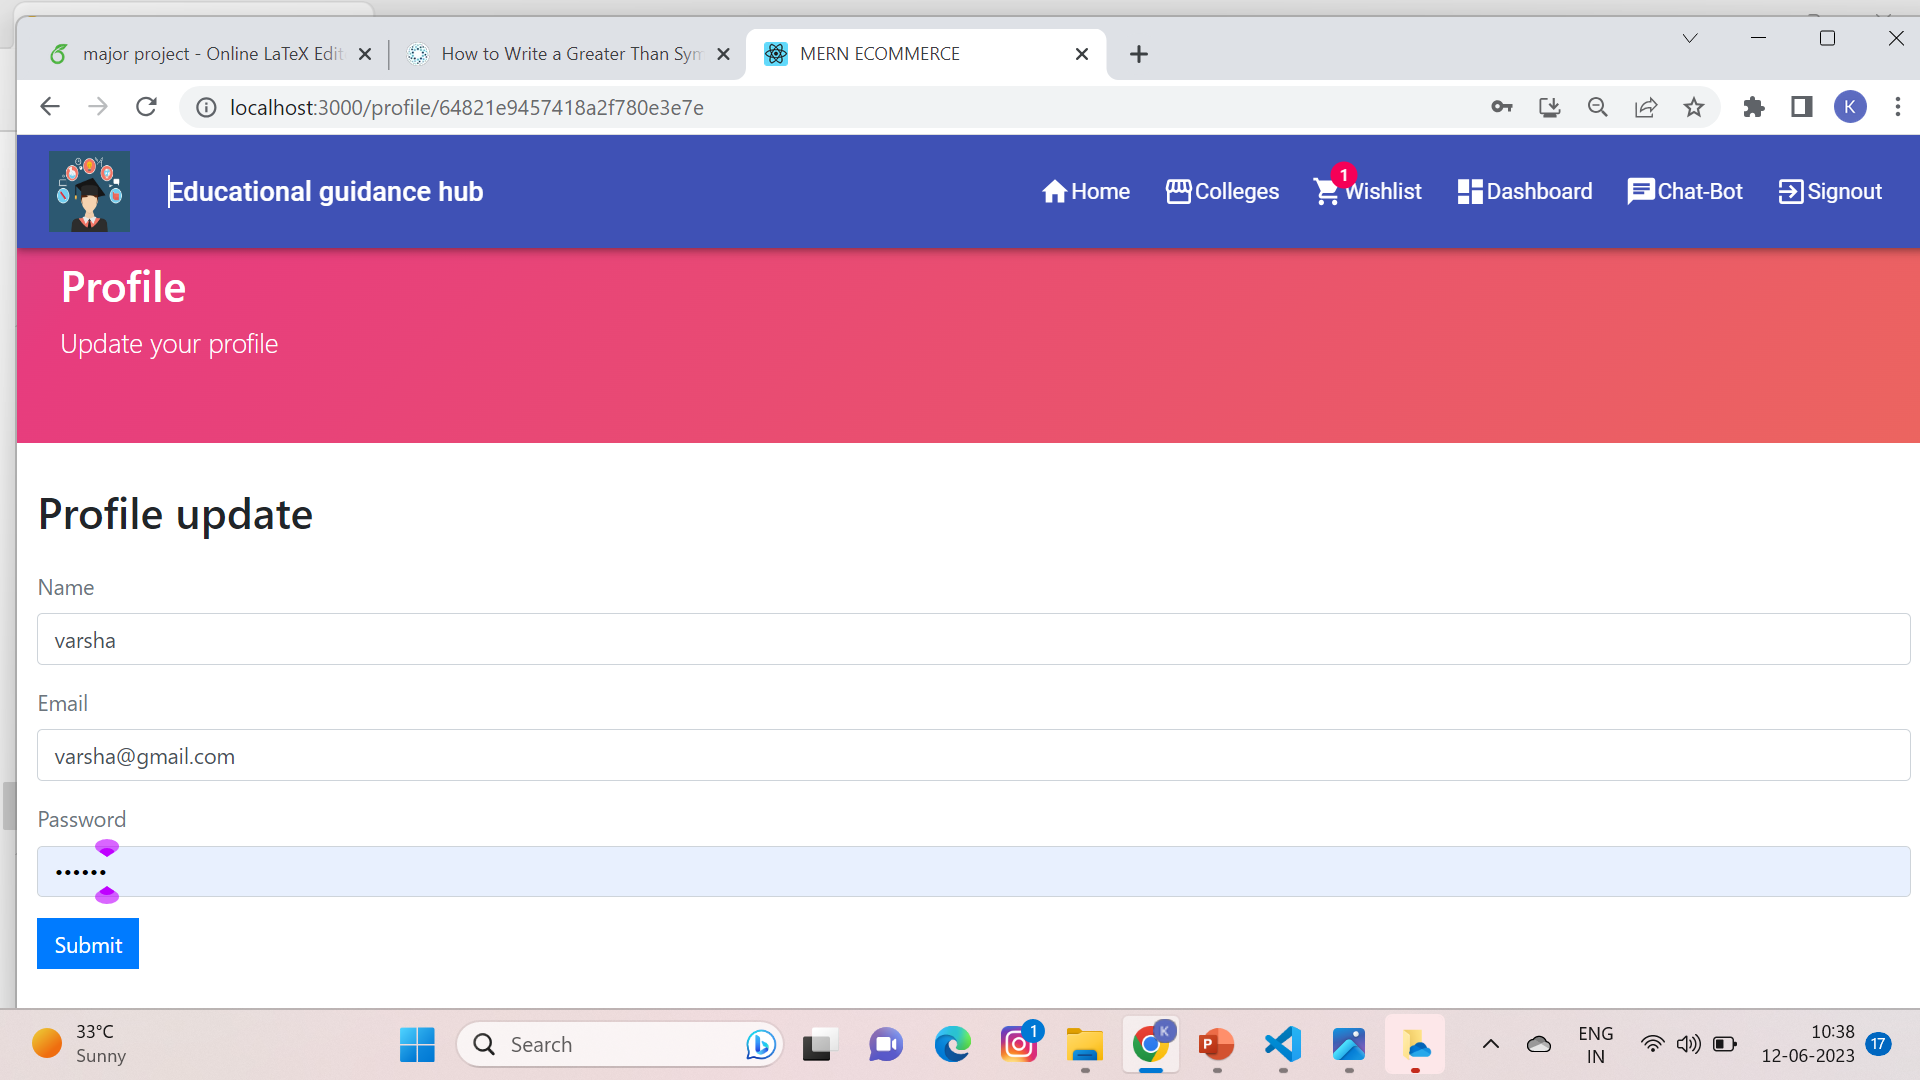 major project - Online LaTeX Edit
How to Write a Greater Than Sym
MERN ECOMMERCE
localhost:3000/profile/64821e9457418a2f780e3e7e
K
Educational guidance hub
Home
Colleges
1
Wishlist
Dashboard
Chat-Bot
Signout
Profile
Update your profile
Profile update
Name
varsha
Email
varsha@gmail.com
Password
••••••
Submit
33°C
Sunny
Search
1
K
P
ENG
IN
10:38
12-06-2023
17